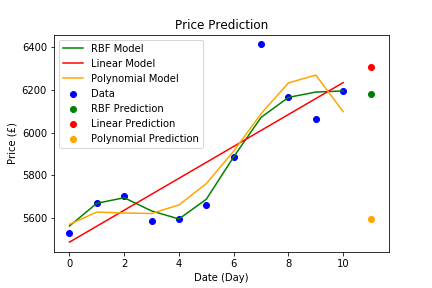 Price Prediction
6400
6200
6000
5800
5600
Price (£)
RBF Model
Linear Model
Polynomial Model
Data
RBF Prediction
Linear Prediction
Polynomial Prediction
0 2 4 6 8 10
Date (Day)